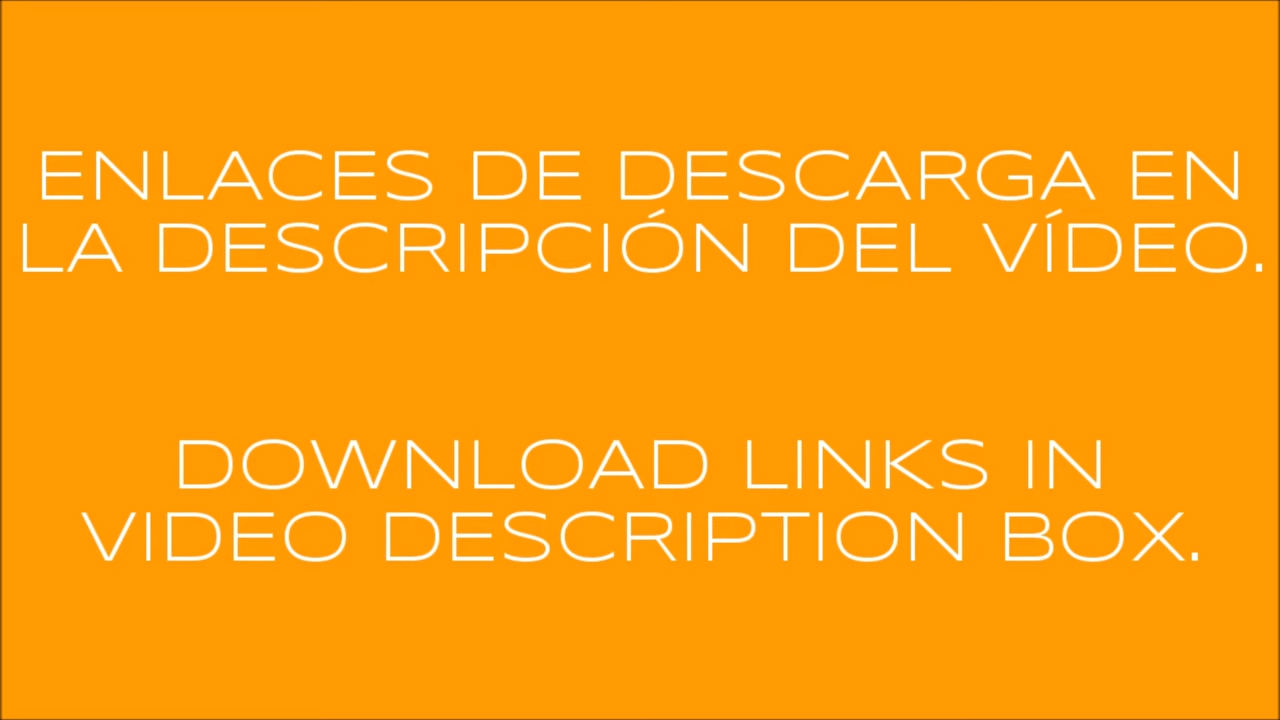 ENLACES DE DESCARGA EN
LA DESCRIPCIÓN DEL VÍDEO.
DOWNLOAD LINKS IN
VIDEO DESCRIPTION BOX.